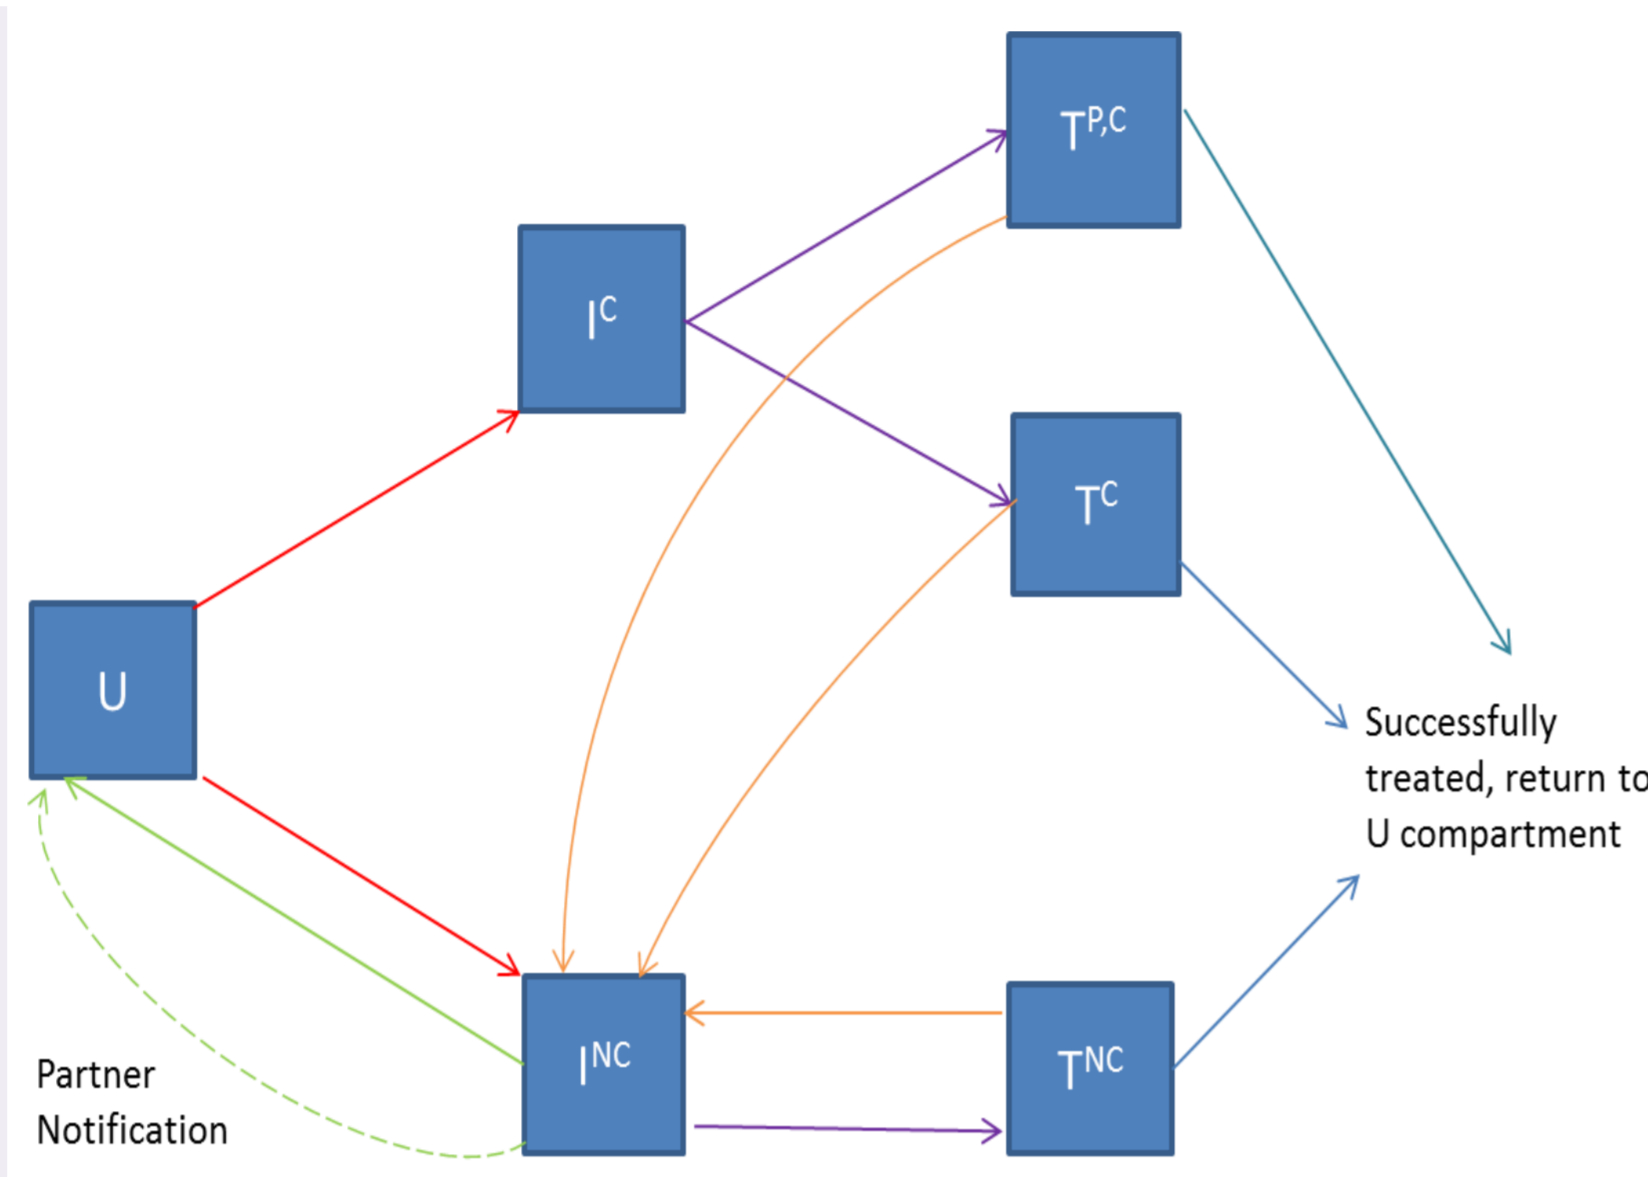 T^P,C
I^C
T^C
U
Successfully
treated, return to
U compartment
I^NC
T^NC
Partner
Notification